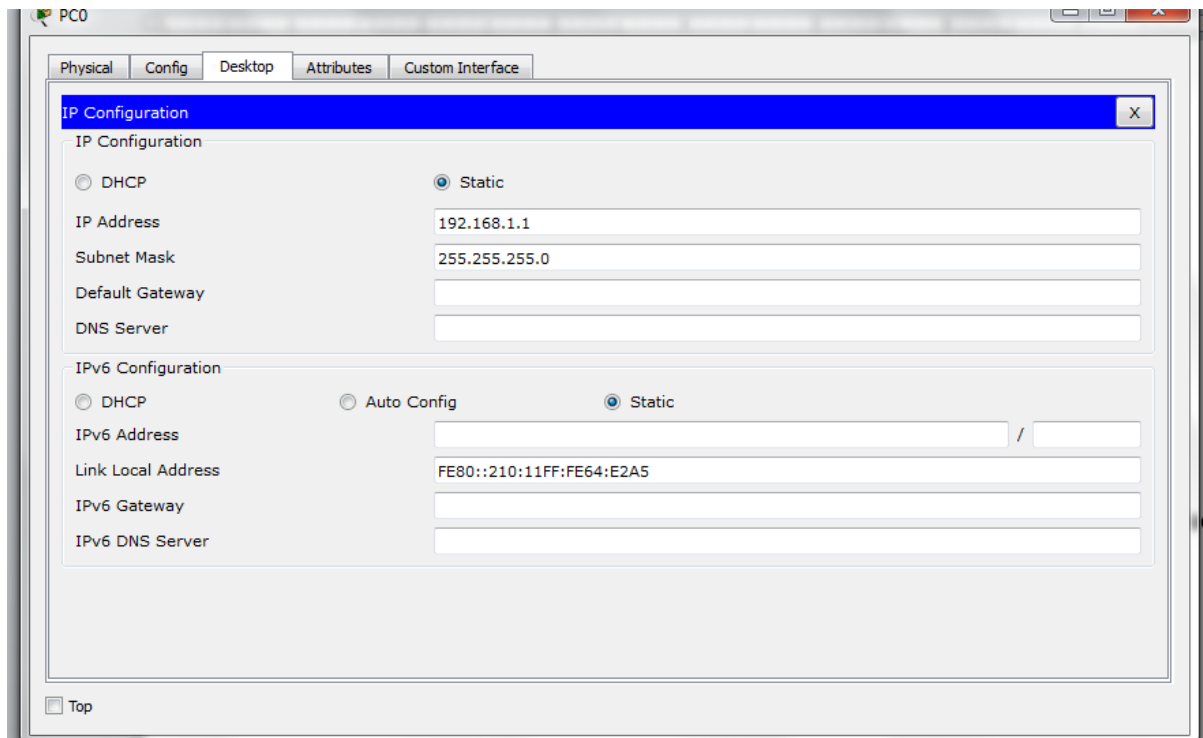 PC0
Physical Config Desktop Attributes Custom Interface
IP Configuration X
IP Configuration
DHCP Static
IP Address 192.168.1.1
Subnet Mask 255.255.255.0
Default Gateway
DNS Server
IPv6 Configuration
DHCP Auto Config Static
IPv6 Address /
Link Local Address FE80::210:11FF:FE64:E2A5
IPv6 Gateway
IPv6 DNS Server
Top